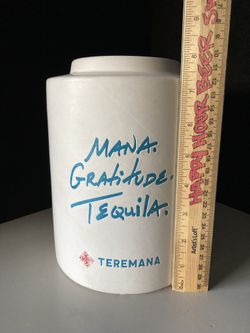 MANA.
GRATITUDE.
TEQUILA.
TEREMANA
HAPPY HOUR BEER